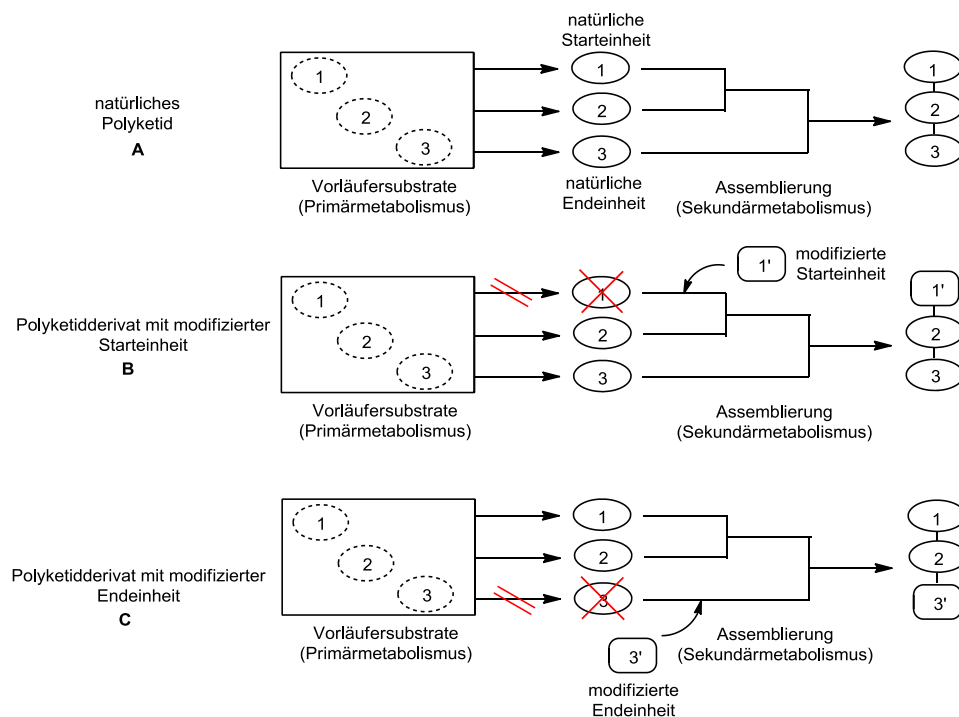 natürliche
Starteinheit
1
1
1
natürliches
Polyketid
A
2
2
2
3
3
3
Vorläufersubstrate
(Primärmetabolismus)
natürliche
Endeinheit
Assemblierung
(Sekundärmetabolismus)
1'
modifizierte
Starteinheit
1
1
1'
Polyketidderivat mit modifizierter
Starteinheit
B
2
2
2
3
3
3
Vorläufersubstrate
(Primärmetabolismus)
Assemblierung
(Sekundärmetabolismus)
1
1
1
Polyketidderivat mit modifizierter
Endeinheit
C
2
2
2
3
3
3'
Vorläufersubstrate
(Primärmetabolismus)
3'
Assemblierung
(Sekundärmetabolismus)
modifizierte
Endeinheit